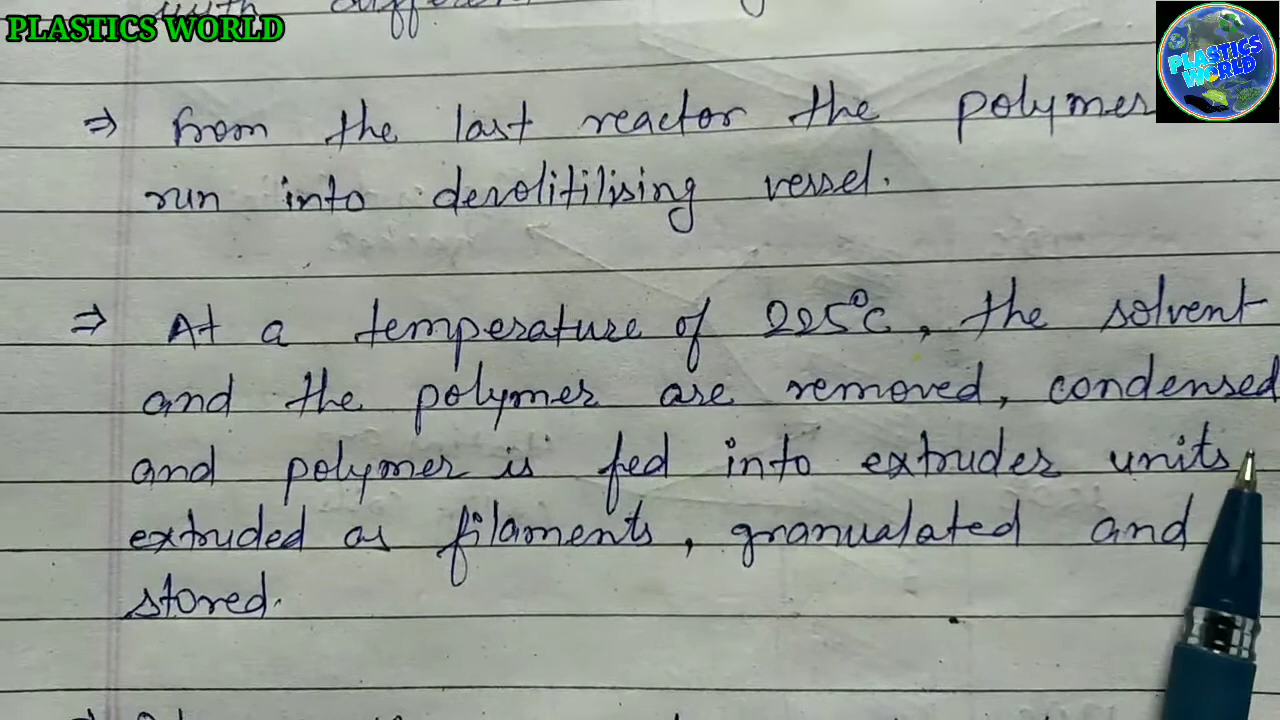 with
PLASTICS WORLD
PLASTICS WORLD
⇒ from the last reactor the polymer
run into devolitilising vessel.
⇒ At a temperature of 225°C, the solvent
and the polymer are removed, condensed
and polymer is fed into extruder units
extruded as filaments, granualated and
stored.